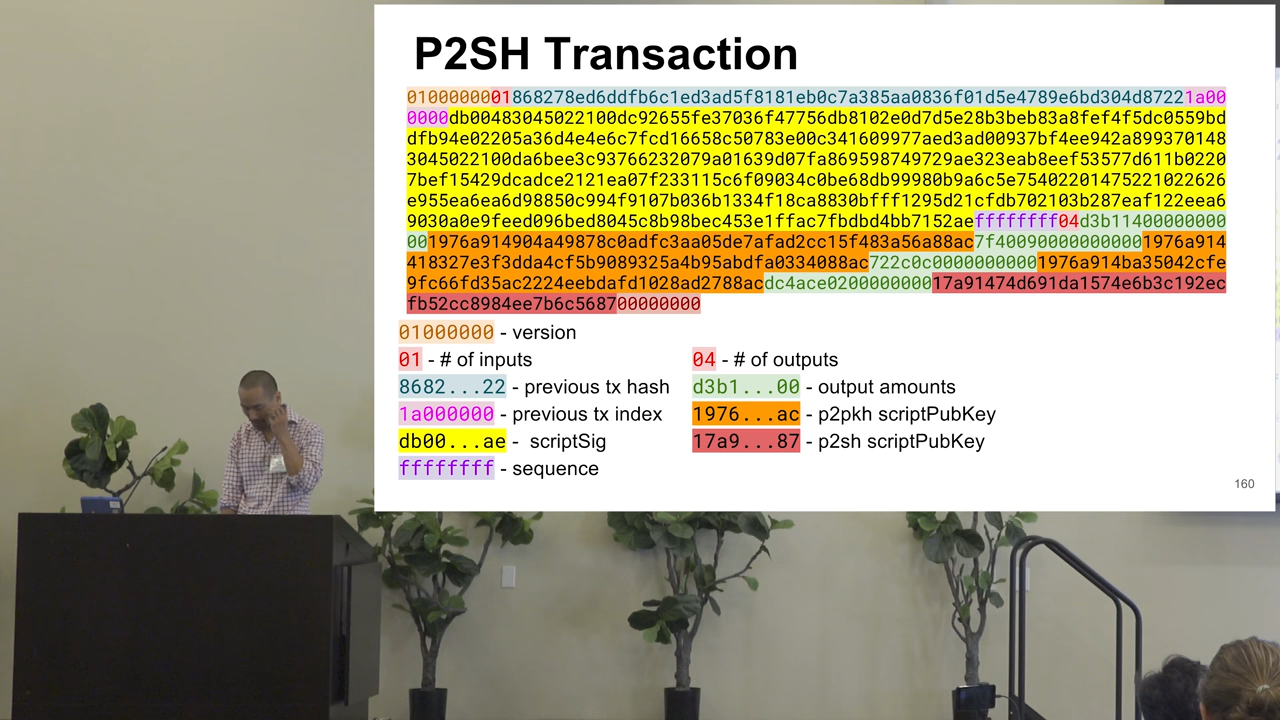 P2SH Transaction
0100000001868278ed6ddfb6c1ed3ad5f8181eb0c7a385aa0836f01d5e4789e6bd304d87221a00
0000db00483045022100dc92655fe37036f47756db8102e0d7d5e28b3beb83a8fef4f5dc0559bd
dfb94e02205a36d4e4e6c7fcd16658c50783e00c341609977aed3ad00937bf4ee942a899370148
3045022100da6bee3c93766232079a01639d07fa869598749729ae323eab8eef53577d611b0220
7bef15429dcadce2121ea07f233115c6f09034c0be68db99980b9a6c5e75402201475221022626
e955ea6ea6d98850c994f9107b036b1334f18ca8830bfff1295d21cfdb702103b287eaf122eea6
9030a0e9feed096bed8045c8b98bec453e1ffac7fbdbd4bb7152aeffffffff04d3b11400000000
001976a914904a49878c0adfc3aa05de7afad2cc15f483a56a88ac7f400900000000001976a914
418327e3f3dda4cf5b9089325a4b95abdfa0334088ac722c0c00000000001976a914ba35042cfe
9fc66fd35ac2224eebdafd1028ad2788acdc4ace020000000017a91474d691da1574e6b3c192ec
fb52cc8984ee7b6c568700000000
01000000 - version
01 - # of inputs
04 - # of outputs
8682...22 - previous tx hash
d3b1...00 - output amounts
1a000000 - previous tx index
1976...ac - p2pkh scriptPubKey
db00...ae - scriptSig
17a9...87 - p2sh scriptPubKey
ffffffff - sequence
160